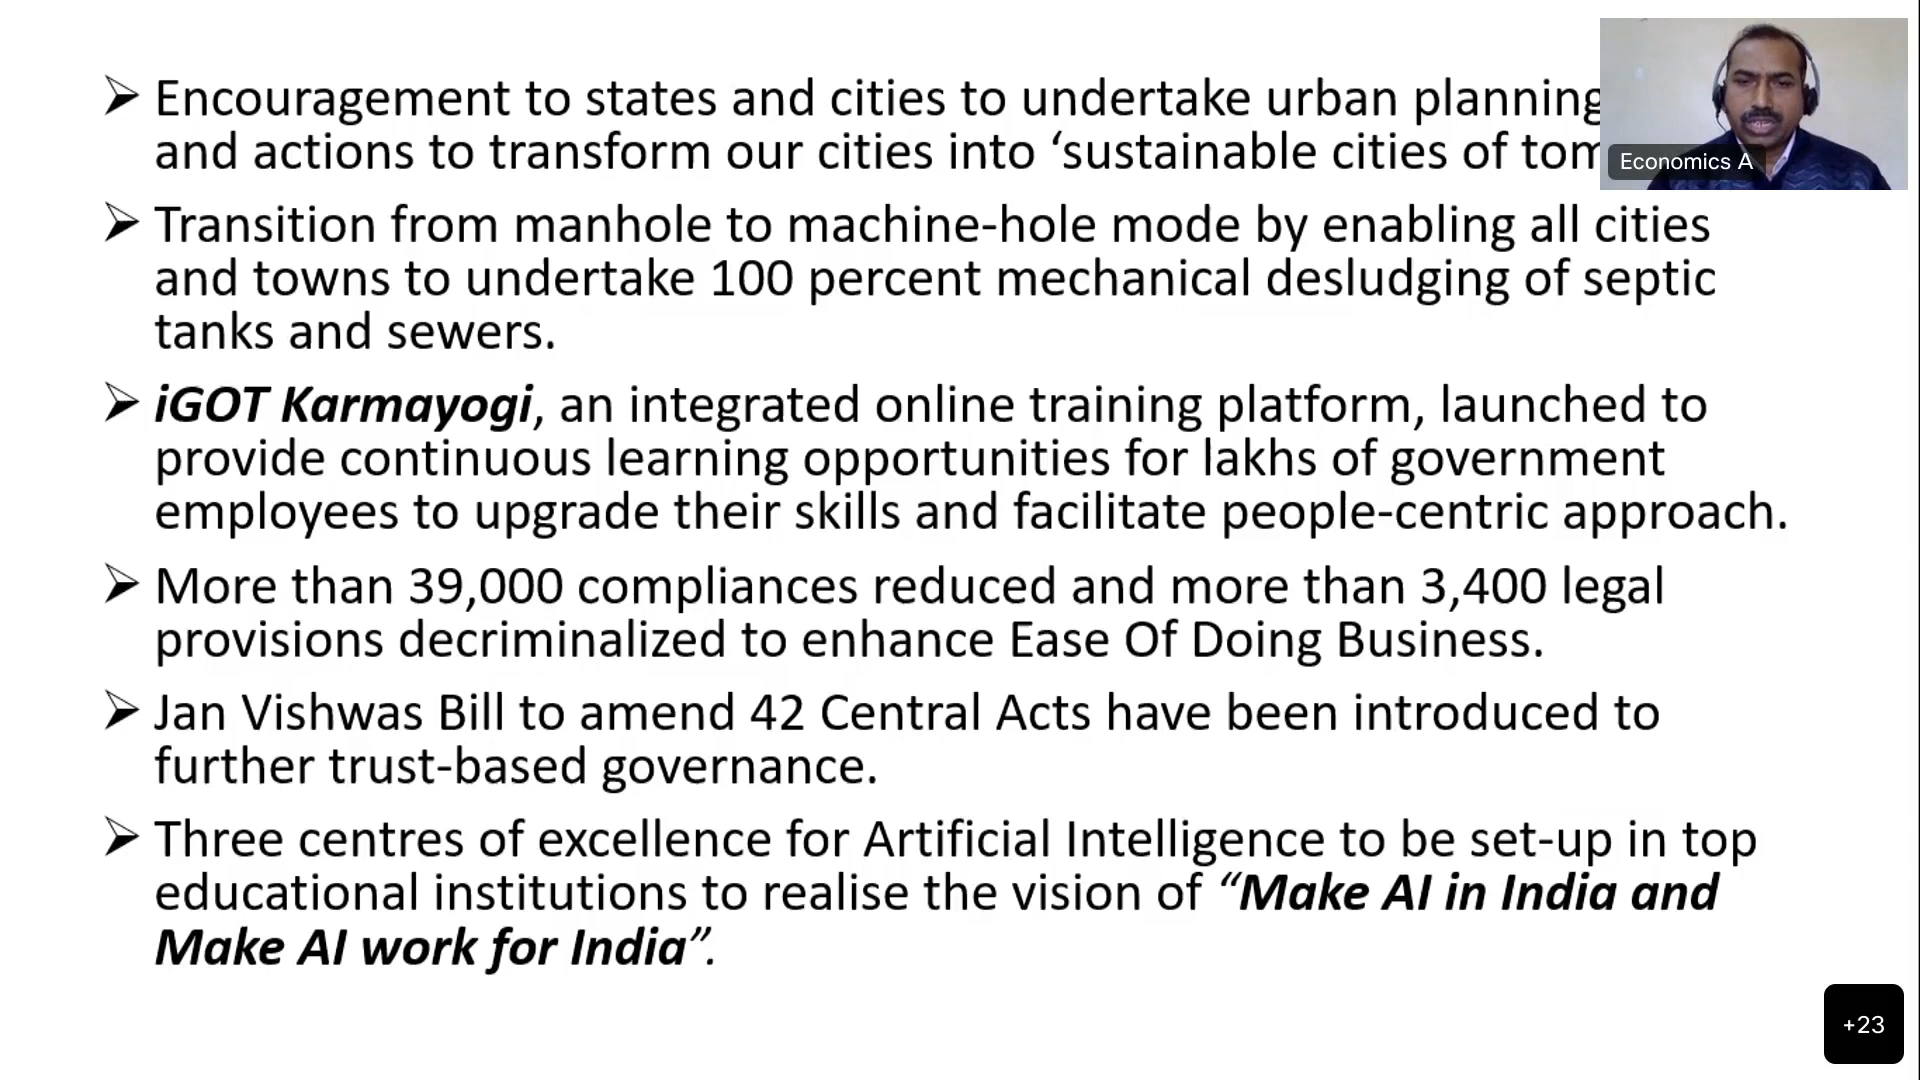 ➢ Encouragement to states and cities to undertake urban planning
and actions to transform our cities into ‘sustainable cities of tom
➢ Transition from manhole to machine-hole mode by enabling all cities
and towns to undertake 100 percent mechanical desludging of septic
tanks and sewers.
➢ iGOT Karmayogi, an integrated online training platform, launched to
provide continuous learning opportunities for lakhs of government
employees to upgrade their skills and facilitate people-centric approach.
➢ More than 39,000 compliances reduced and more than 3,400 legal
provisions decriminalized to enhance Ease Of Doing Business.
➢ Jan Vishwas Bill to amend 42 Central Acts have been introduced to
further trust-based governance.
➢ Three centres of excellence for Artificial Intelligence to be set-up in top
educational institutions to realise the vision of “Make AI in India and
Make AI work for India”.
Economics A
+23